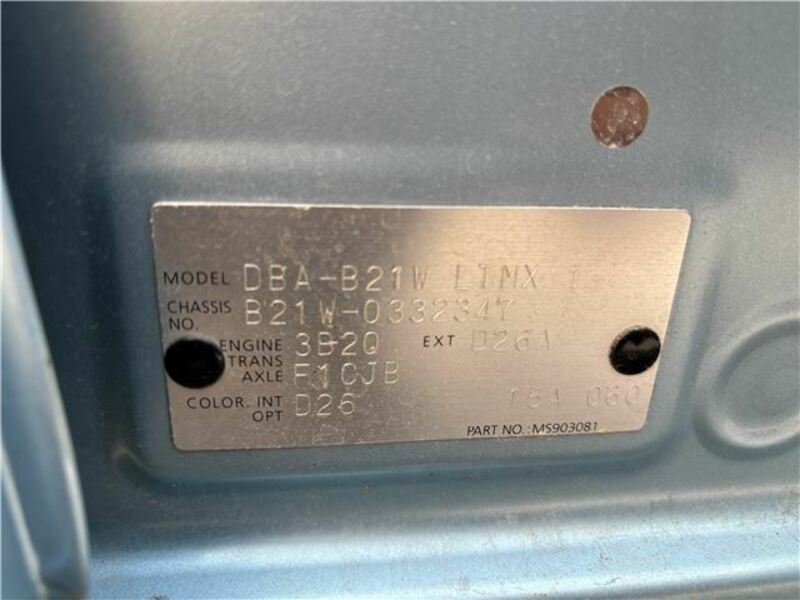 MODEL DBA-B21W LTMX
CHASSIS NO. B21W-0332347
ENGINE 3B20 EXT D26A
TRANS AXLE F1CJB
COLOR. INT OPT D26 15A 060
PART NO.: MS903081